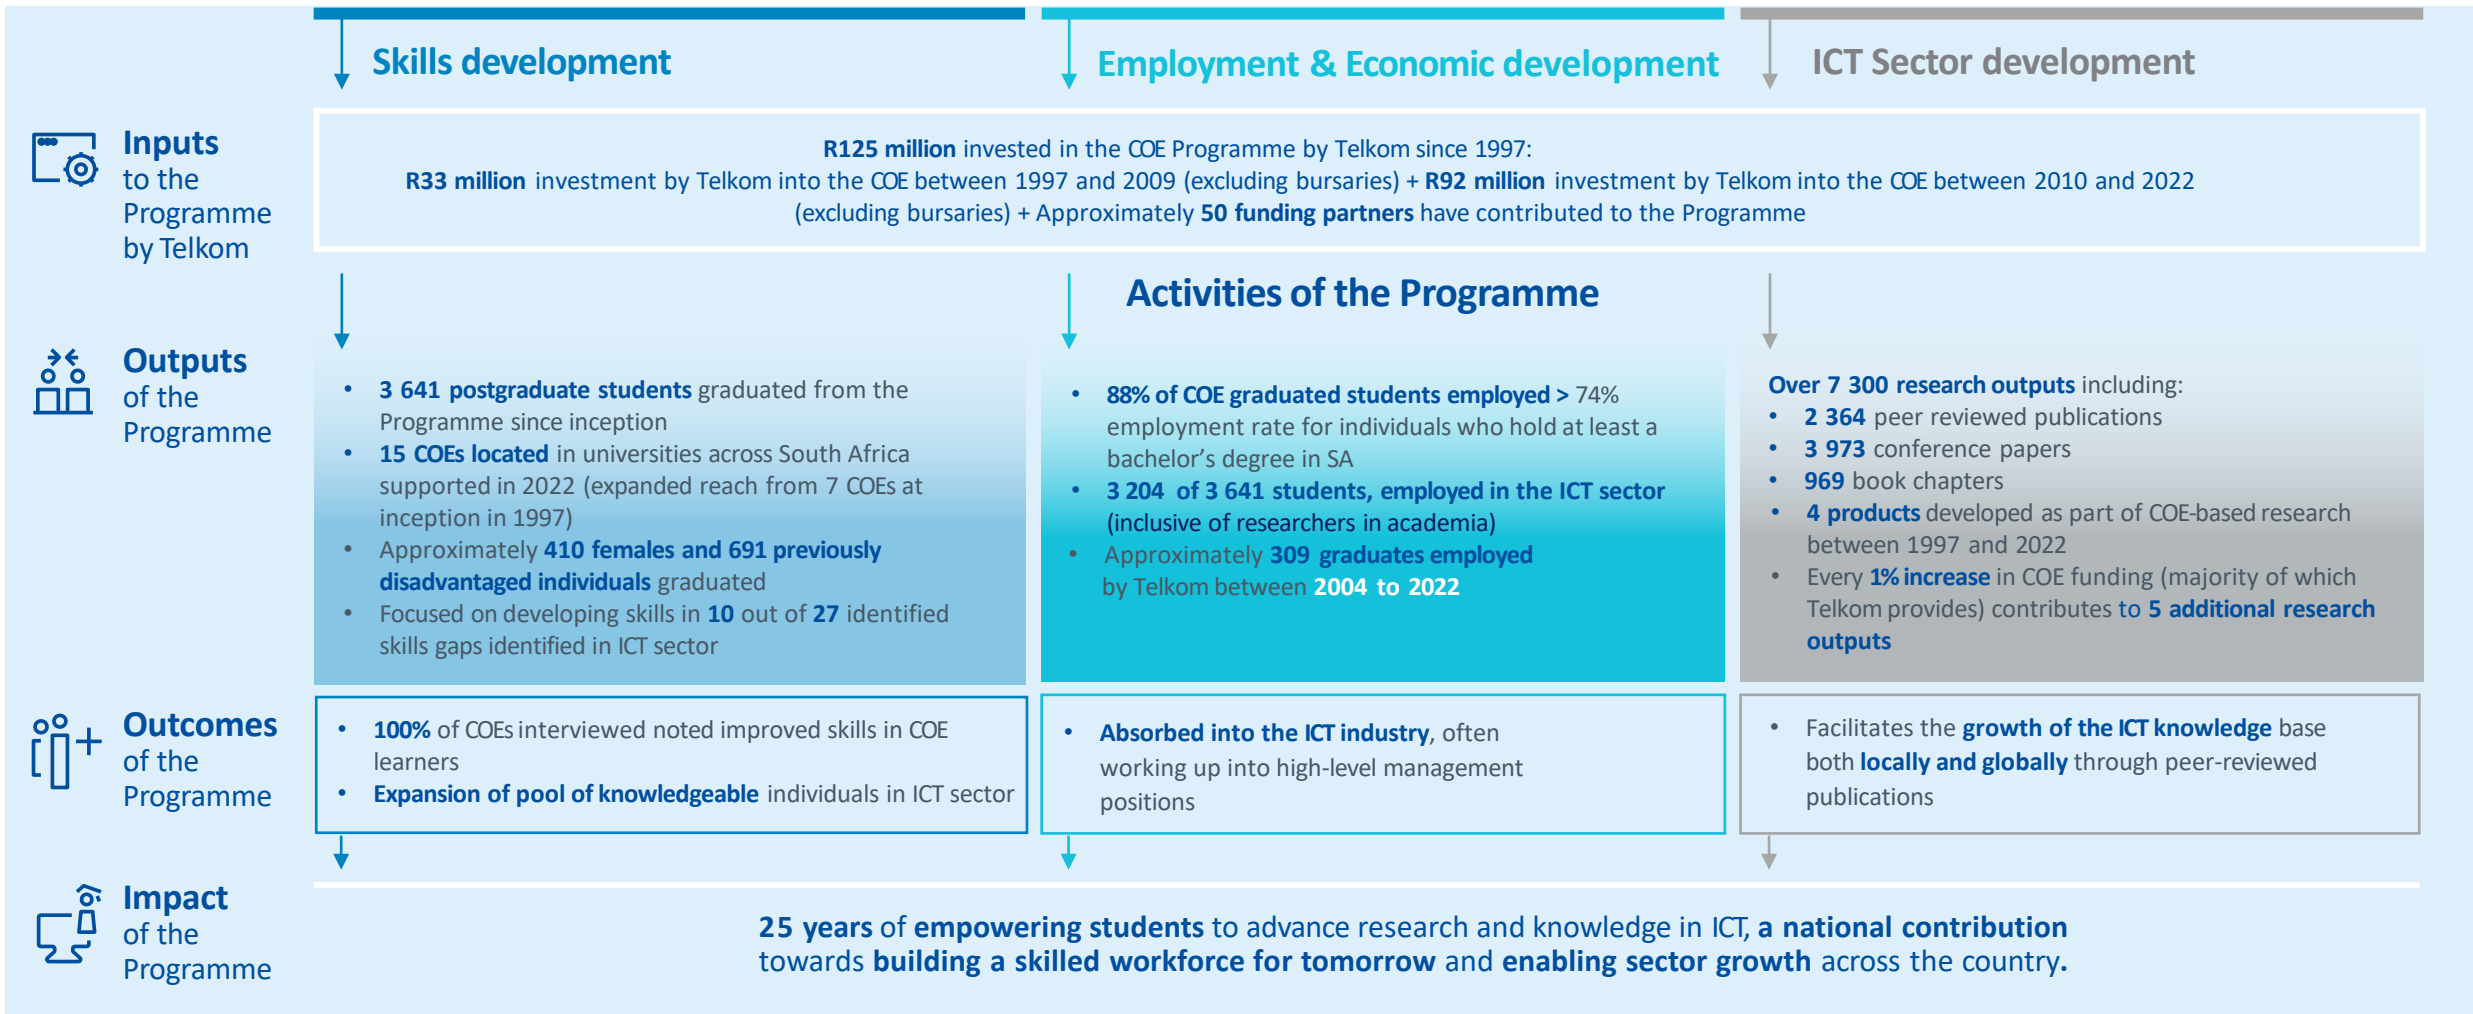 Skills development
Employment & Economic development
ICT Sector development
Inputs
to the
Programme
by Telkom
R125 million invested in the COE Programme by Telkom since 1997:
R33 million investment by Telkom into the COE between 1997 and 2009 (excluding bursaries) + R92 million investment by Telkom into the COE between 2010 and 2022
(excluding bursaries) + Approximately 50 funding partners have contributed to the Programme
Activities of the Programme
Outputs
of the
Programme
• 3 641 postgraduate students graduated from the
Programme since inception
• 15 COEs located in universities across South Africa
supported in 2022 (expanded reach from 7 COEs at
inception in 1997)
• Approximately 410 females and 691 previously
disadvantaged individuals graduated
• Focused on developing skills in 10 out of 27 identified
skills gaps identified in ICT sector
• 88% of COE graduated students employed > 74%
employment rate for individuals who hold at least a
bachelor's degree in SA
• 3 204 of 3 641 students, employed in the ICT sector
(inclusive of researchers in academia)
• Approximately 309 graduates employed
by Telkom between 2004 to 2022
Over 7 300 research outputs including:
• 2 364 peer reviewed publications
• 3 973 conference papers
• 969 book chapters
• 4 products developed as part of COE-based research
between 1997 and 2022
• Every 1% increase in COE funding (majority of which
Telkom provides) contributes to 5 additional research
outputs
Outcomes
of the
Programme
• 100% of COEs interviewed noted improved skills in COE
learners
• Expansion of pool of knowledgeable individuals in ICT sector
• Absorbed into the ICT industry, often
working up into high-level management
positions
• Facilitates the growth of the ICT knowledge base
both locally and globally through peer-reviewed
publications
Impact
of the
Programme
25 years of empowering students to advance research and knowledge in ICT, a national contribution
towards building a skilled workforce for tomorrow and enabling sector growth across the country.